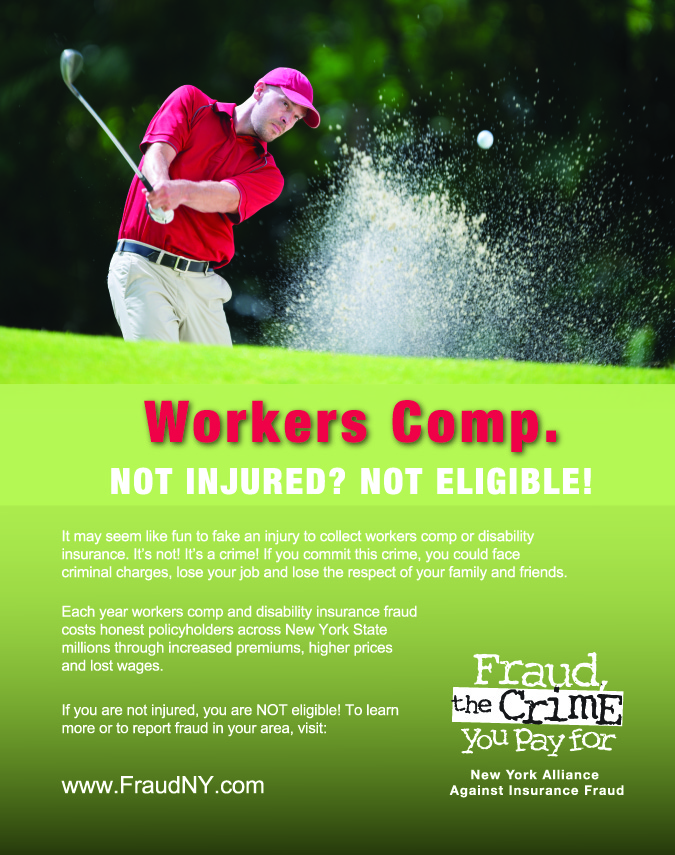 Workers Comp.
NOT INJURED? NOT ELIGIBLE!
It may seem like fun to fake an injury to collect workers comp or disability
insurance. It's not! It's a crime! If you commit this crime, you could face
criminal charges, lose your job and lose the respect of your family and friends.
Each year workers comp and disability insurance fraud
costs honest policyholders across New York State
millions through increased premiums, higher prices
and lost wages.
If you are not injured, you are NOT eligible! To learn
more or to report fraud in your area, visit:
www.FraudNY.com
Fraud,
the CrimE
You Pay for
New York Alliance
Against Insurance Fraud